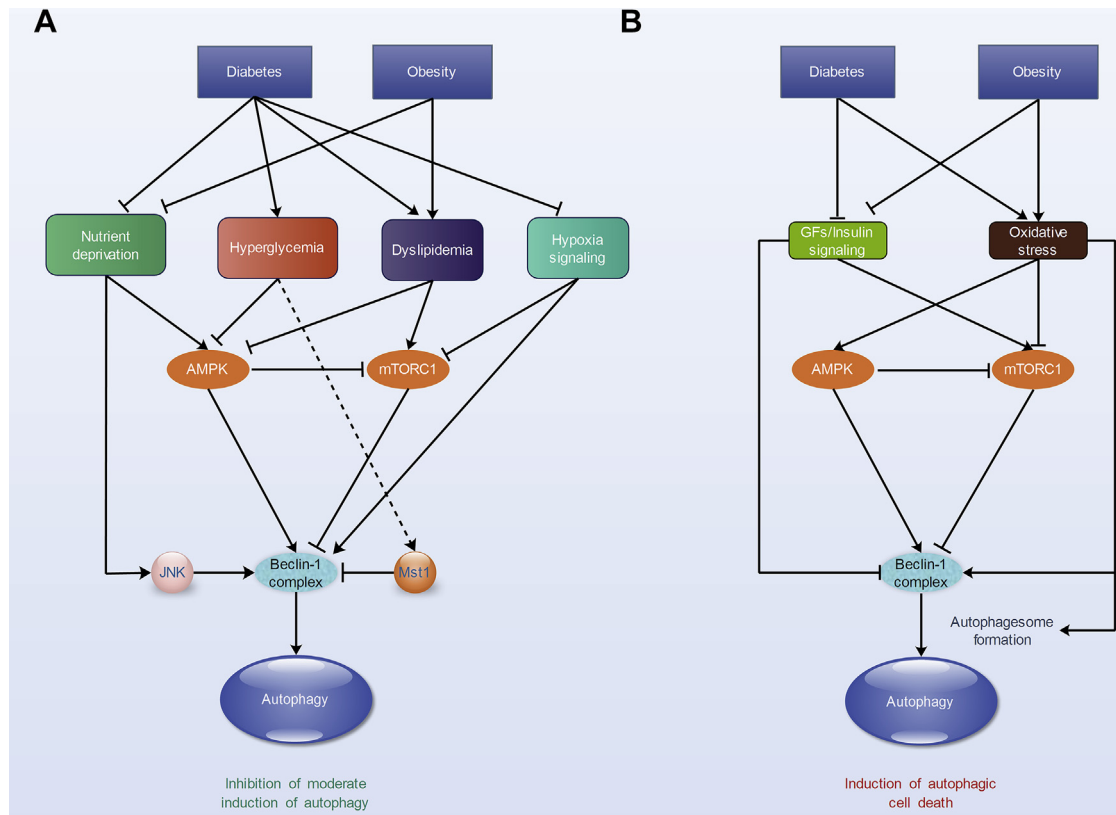 A
Diabetes
Obesity
Nutrient
deprivation
Hyperglycemia
Dyslipidemia
Hypoxia
signaling
AMPK
mTORC1
JNK
Beclin-1
complex
Mst1
Autophagy
Inhibition of moderate
induction of autophagy
B
Diabetes
Obesity
GFs/Insulin
signaling
Oxidative
stress
AMPK
mTORC1
Beclin-1
complex
Autophagesome
formation
Autophagy
Induction of autophagic
cell death